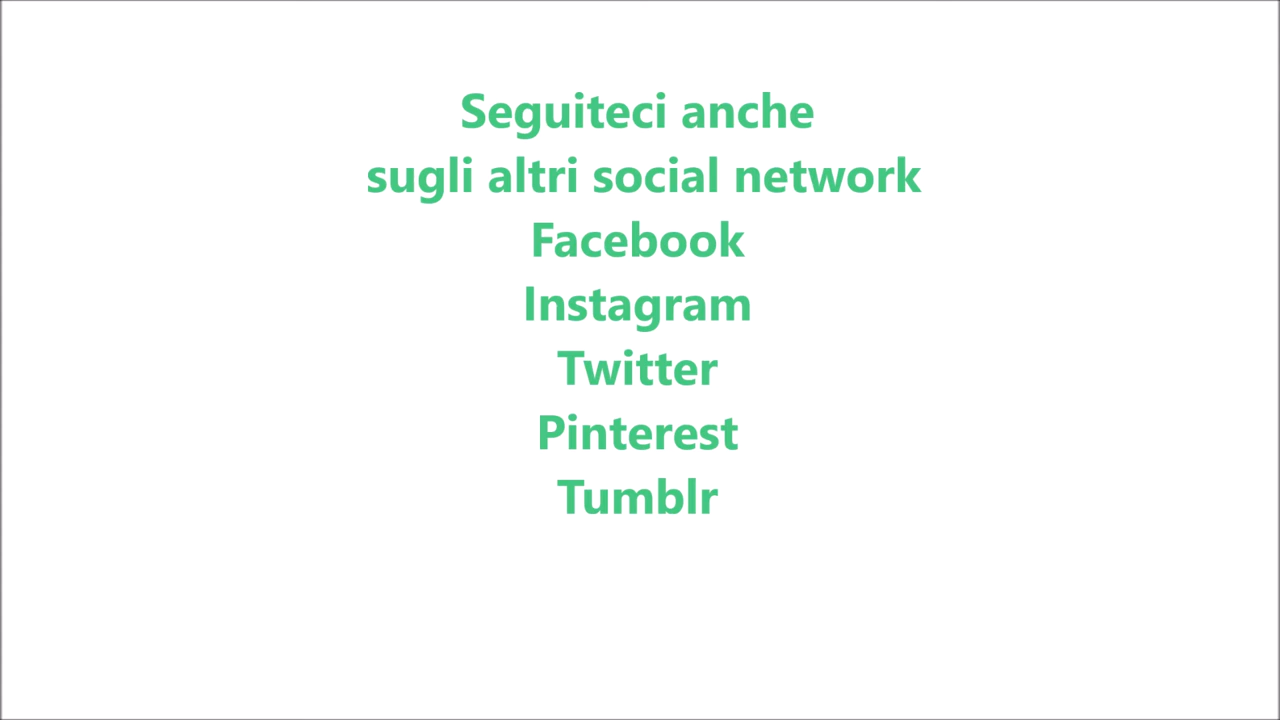 Seguiteci anche
sugli altri social network
Facebook
Instagram
Twitter
Pinterest
Tumblr